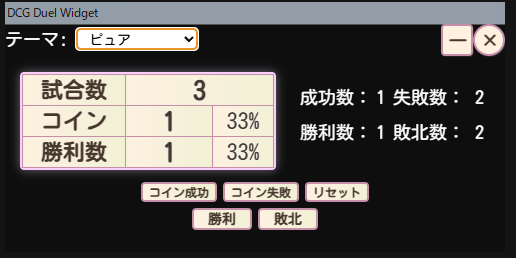 DCG Duel Widget
テーマ: ピュア
試合数 3
コイン 1 33%
勝利数 1 33%
成功数： 1 失敗数： 2
勝利数： 1 敗北数： 2
コイン成功 コイン失敗 リセット
勝利 敗北